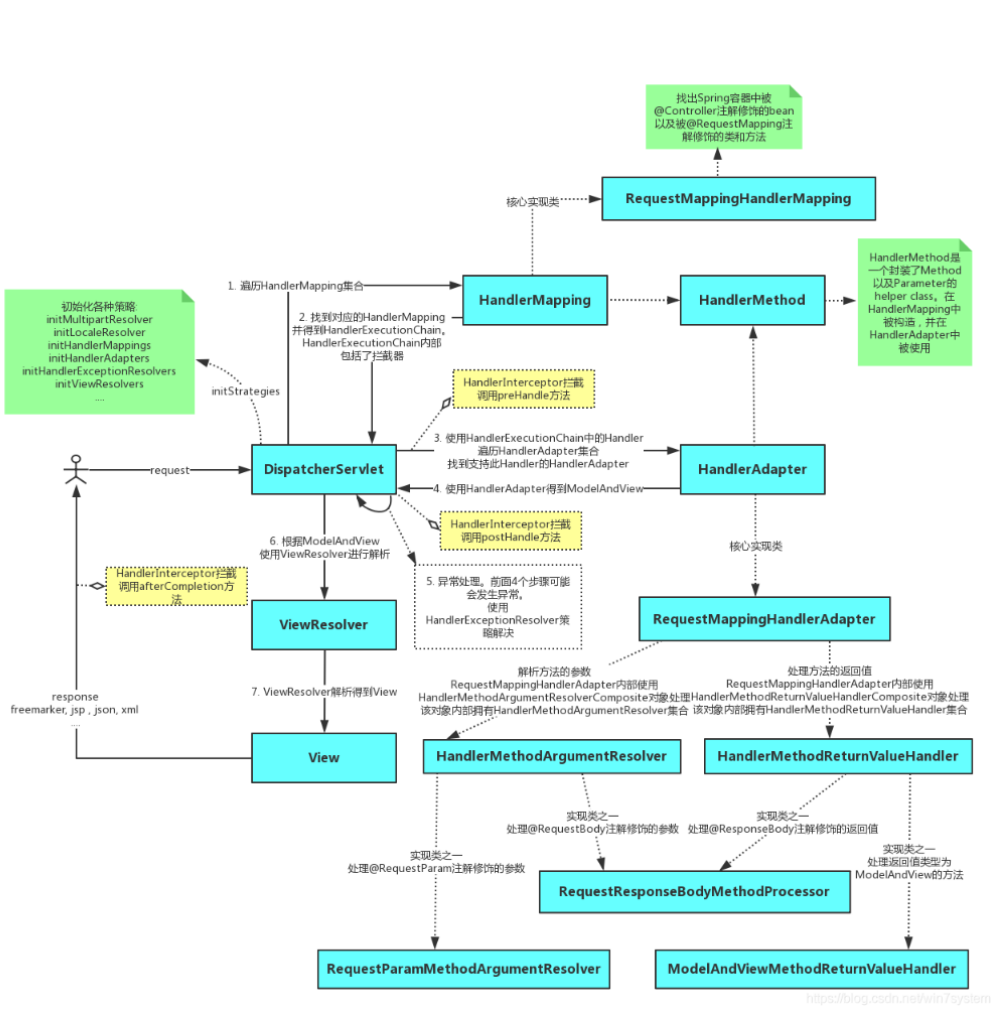 找出Spring容器中被
@Controller注解修饰的bean
以及被@RequestMapping注
解修饰的类和方法
核心实现类
RequestMappingHandlerMapping
HandlerMethod是
一个封装了Method
以及Parameter的
helper class。在
HandlerMapping中
被构造，并在
HandlerAdapter中
被使用
1. 遍历HandlerMapping集合
HandlerMapping
HandlerMethod
初始化各种策略:
initMultipartResolver
initLocaleResolver
initHandlerMappings
initHandlerAdapters
initHandlerExceptionResolvers
initViewResolvers
....
2. 找到对应的HandlerMapping
并得到HandlerExecutionChain。
HandlerExecutionChain内部
包括了拦截器
initStrategies
HandlerInterceptor拦截
调用preHandle方法
3. 使用HandlerExecutionChain中的Handler
遍历HandlerAdapter集合
找到支持此Handler的HandlerAdapter
request
DispatcherServlet
HandlerAdapter
4. 使用HandlerAdapter得到ModelAndView
HandlerInterceptor拦截
调用postHandle方法
6. 根据ModelAndView
使用ViewResolver进行解析
核心实现类
HandlerInterceptor拦截
调用afterCompletion方
法
5. 异常处理。前面4个步骤可能
会发生异常。
使用
HandlerExceptionResolver策
略解决
ViewResolver
RequestMappingHandlerAdapter
解析方法的参数
RequestMappingHandlerAdapter内部使用
HandlerMethodArgumentResolverComposite对象处理
该对象内部拥有HandlerMethodArgumentResolver集合
处理方法的返回值
RequestMappingHandlerAdapter内部使用
HandlerMethodReturnValueHandlerComposite对象处理
该对象内部拥有HandlerMethodReturnValueHandler集合
7. ViewResolver解析得到View
response
freemarker, jsp , json, xml
....
View
HandlerMethodArgumentResolver
HandlerMethodReturnValueHandler
实现类之一
处理@RequestBody注解修饰的参数
实现类之一
处理@ResponseBody注解修饰的返回值
实现类之一
处理@RequestParam注解修饰的参数
实现类之一
处理返回值类型为
ModelAndView的方法
RequestResponseBodyMethodProcessor
RequestParamMethodArgumentResolver
ModelAndViewMethodReturnValueHandler
https://blog.csdn.net/win7system